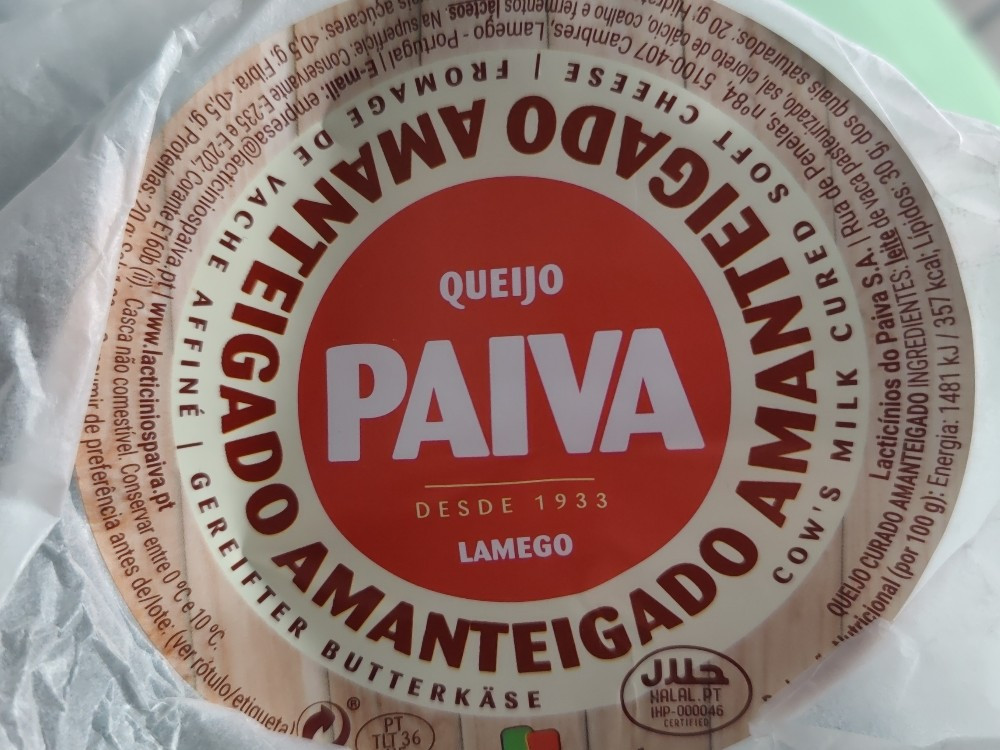 QUEIJO
PAIVA
DESDE 1933
LAMEGO
AMANTEIGADO AMANTEIGADO AMANTEIGADO AMANTEIGADO
COW'S MILK CURED SOFT CHEESE | FROMAGE DE VACHE AFFINÉ | GEREIFTER BUTTERKÄSE
Lacticínios do Paiva S.A. | Rua de Penelas, nº84, 5100-407 Cambres, Lamego - Portugal | E-mail: empresa@lacticiniospaiva.pt | www.lacticiniospaiva.pt
QUEIJO CURADO AMANTEIGADO INGREDIENTES: leite de vaca pasteurizado, sal, cloreto de cálcio, coalho e fermentos lácteos. Na superfície: Conservante E-235 e E-202; Corante E160b (ii). Casca não comestível. Conservar entre 0 ºC e 10 ºC.
(por 100 g): Energia: 1481 kJ / 357 kcal; Lípidos: 30 g, dos quais saturados: 20 g; açúcares: <0,5 g; Fibra: <0,5 g; Proteínas: 20 g;
de preferência antes de/lote: (ver rótulo/etiqueta)
®
PT
TLT 36
حلال
HALAL.PT
IHP-000046
CERTIFIED